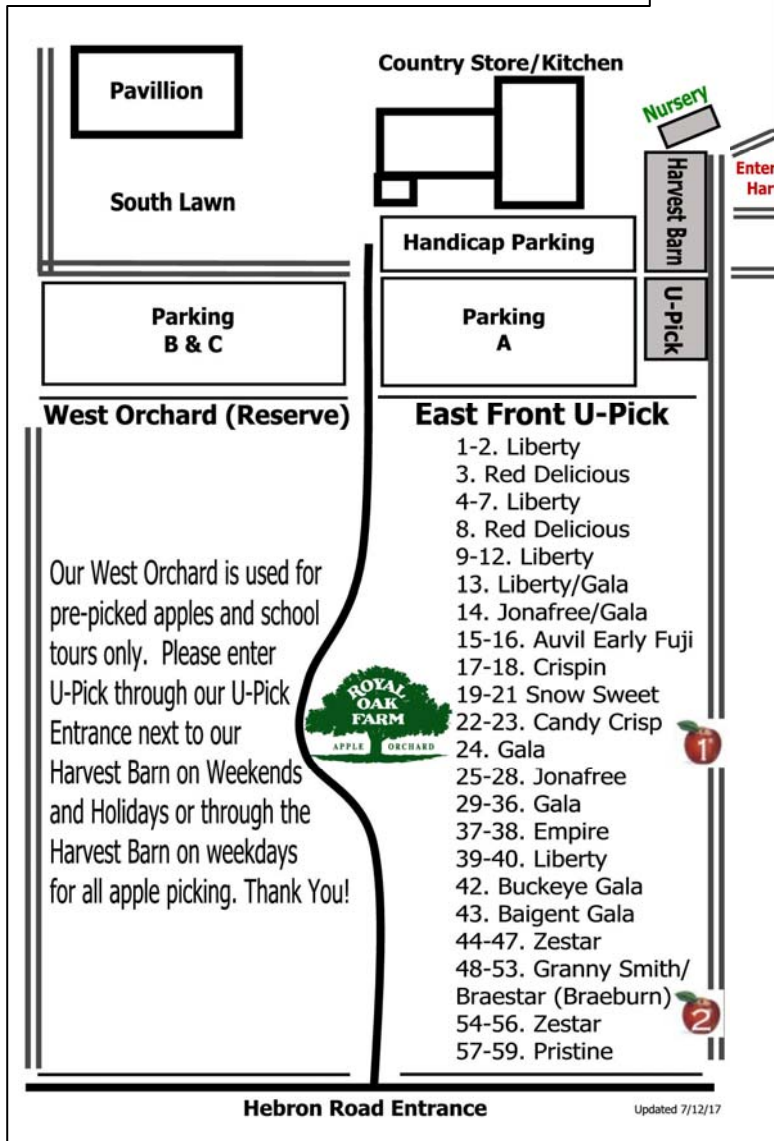 Pavillion
South Lawn
Country Store/Kitchen
Nursery
Harvest Barn
Enter
Har
Handicap Parking
Parking
B & C
Parking
A
U-Pick
West Orchard (Reserve)
East Front U-Pick
1-2. Liberty
3. Red Delicious
4-7. Liberty
8. Red Delicious
9-12. Liberty
13. Liberty/Gala
14. Jonafree/Gala
15-16. Auvil Early Fuji
17-18. Crispin
19-21 Snow Sweet
22-23. Candy Crisp
24. Gala
25-28. Jonafree
29-36. Gala
37-38. Empire
39-40. Liberty
42. Buckeye Gala
43. Baigent Gala
44-47. Zestar
48-53. Granny Smith/
Braestar (Braeburn)
54-56. Zestar
57-59. Pristine
Our West Orchard is used for
pre-picked apples and school
tours only.  Please enter
U-Pick through our U-Pick
Entrance next to our
Harvest Barn on Weekends
and Holidays or through the
Harvest Barn on weekdays
for all apple picking. Thank You!
ROYAL
OAK
FARM
APPLE ORCHARD
1
2
Hebron Road Entrance
Updated 7/12/17